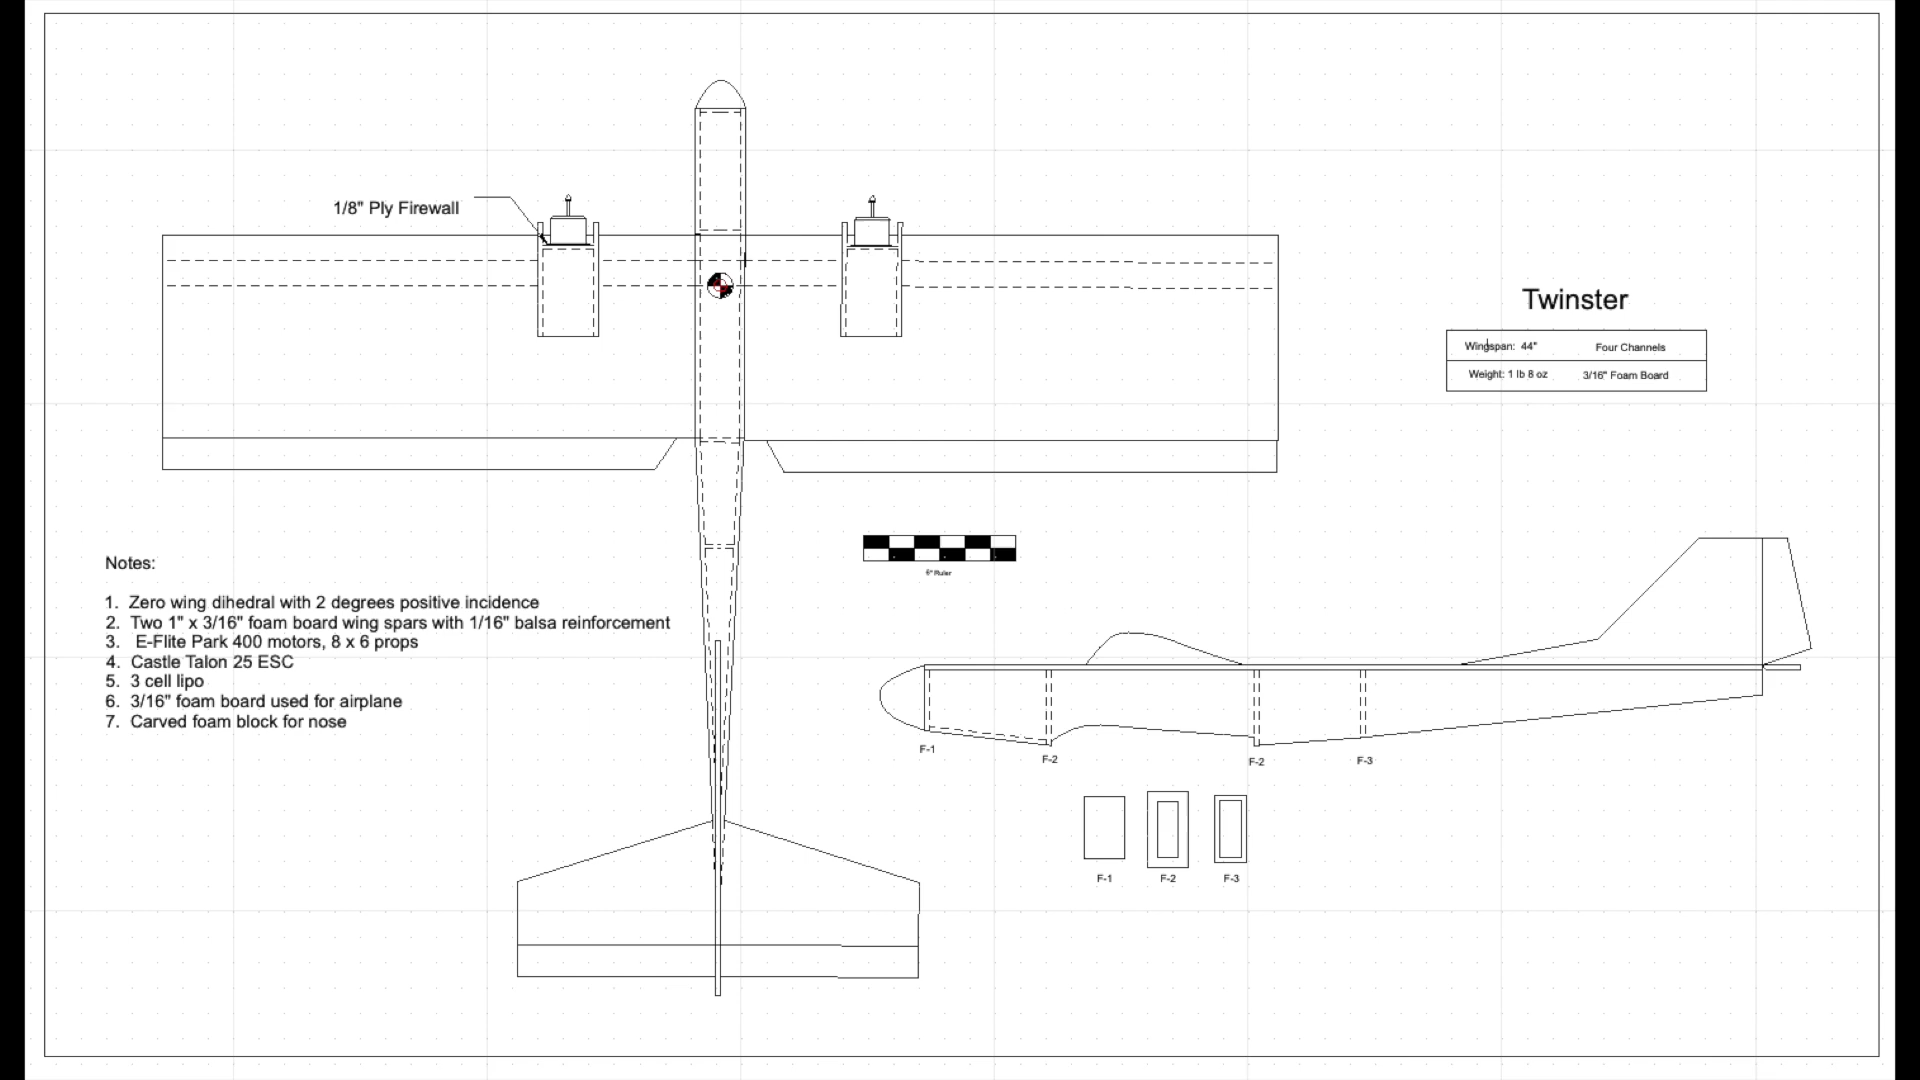 1/8" Ply Firewall
Twinster
Wingspan: 44" Four Channels
Weight: 1 lb 8 oz 3/16" Foam Board
6" Ruler
Notes:
1. Zero wing dihedral with 2 degrees positive incidence
2. Two 1" x 3/16" foam board wing spars with 1/16" balsa reinforcement
3. E-Flite Park 400 motors, 8 x 6 props
4. Castle Talon 25 ESC
5. 3 cell lipo
6. 3/16" foam board used for airplane
7. Carved foam block for nose
F-1 F-2 F-2 F-3
F-1 F-2 F-3